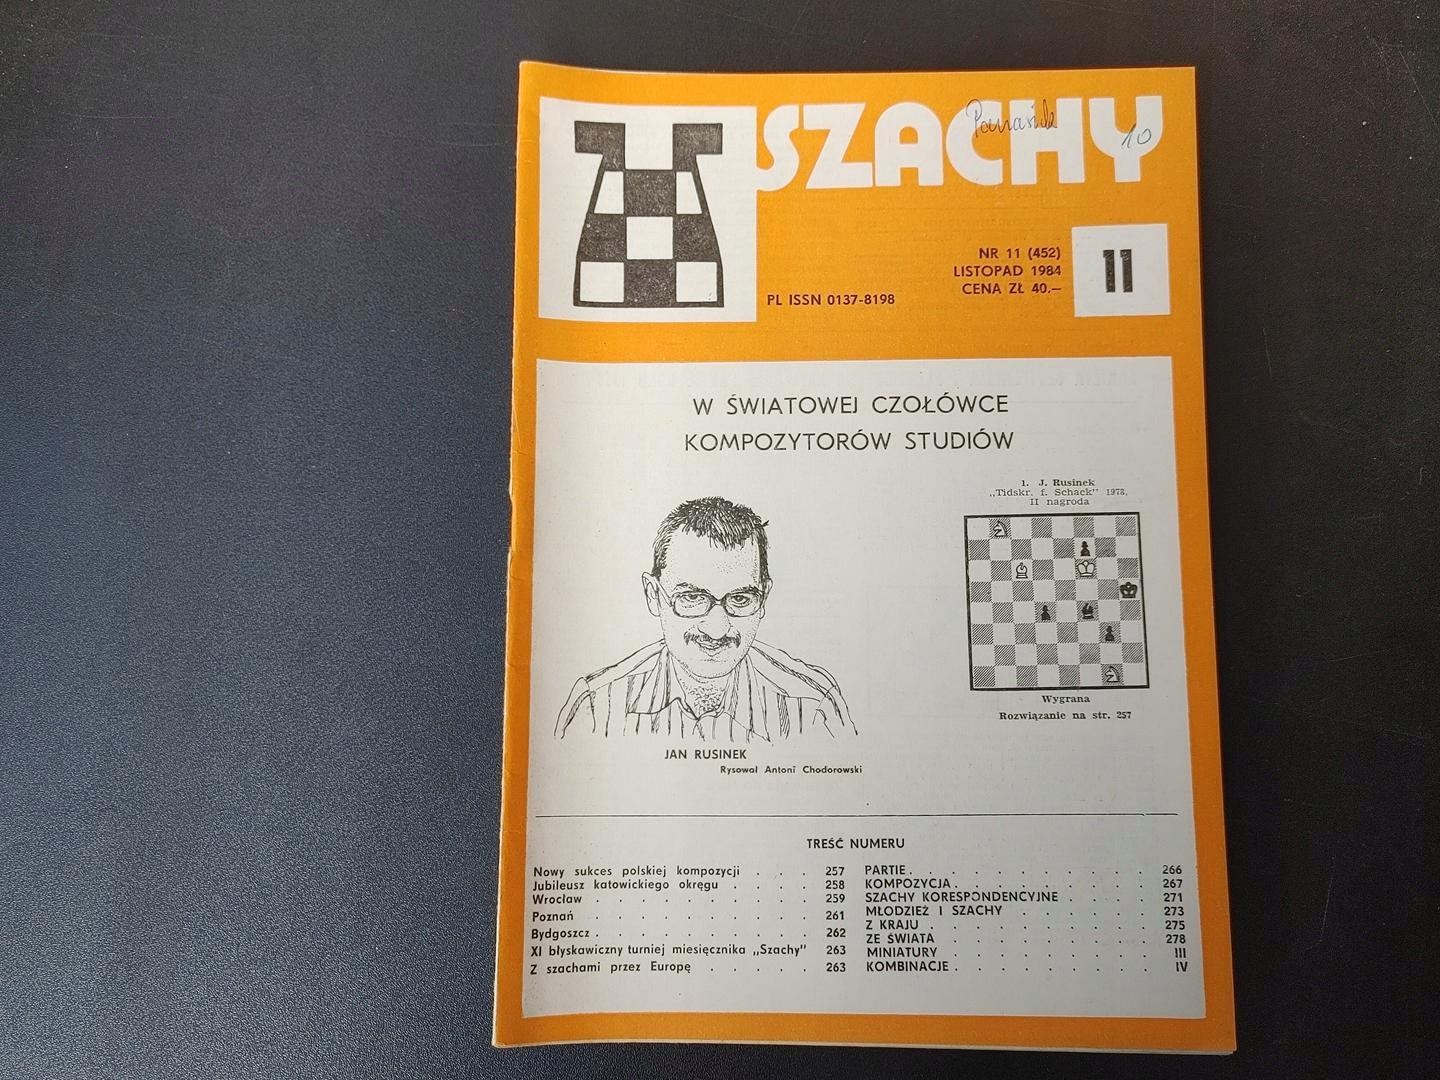 SZACHY
10
NR 11 (452)
LISTOPAD 1984
CENA ZŁ 40.—
11
PL ISSN 0137-8198
W ŚWIATOWEJ CZOŁÓWCE
KOMPOZYTORÓW STUDIÓW
1. J. Rusinek
„Tidskr. f. Schack" 1978,
II nagroda
Wygrana
Rozwiązanie na str. 257
JAN RUSINEK
Rysował Antoni Chodorowski
TREŚĆ NUMERU
Nowy sukces polskiej kompozycji . . . . 257
Jubileusz katowickiego okręgu . . . . 258
Wrocław . . . . . . . . . . 259
Poznań . . . . . . . . . . 261
Bydgoszcz . . . . . . . . . . 262
XI błyskawiczny turniej miesięcznika „Szachy" 263
Z szachami przez Europę . . . . . 263
PARTIE . . . . . . . . . . 266
KOMPOZYCJA . . . . . . . . . 267
SZACHY KORESPONDENCYJNE . . . . 271
MŁODZIEŻ I SZACHY . . . . . . 273
Z KRAJU . . . . . . . . . . 275
ZE ŚWIATA . . . . . . . . . 278
MINIATURY . . . . . . . . . III
KOMBINACJE . . . . . . . . . IV